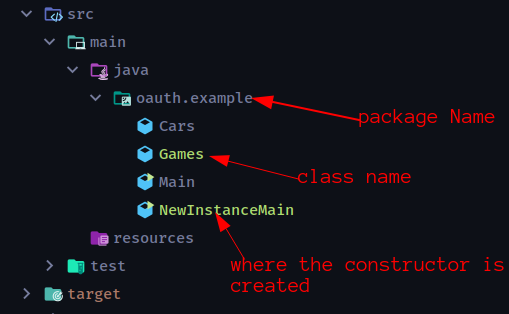 src
main
java
oauth.example
package Name
Cars
Games
class name
Main
NewInstanceMain
resources
where the constructor is
created
test
target